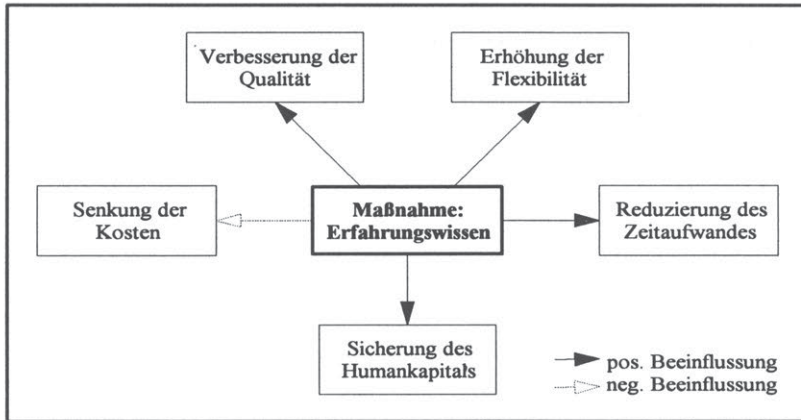 Verbesserung der
Qualität
Erhöhung der
Flexibilität
Senkung der
Kosten
Maßnahme:
Erfahrungswissen
Reduzierung des
Zeitaufwandes
Sicherung des
Humankapitals
pos. Beeinflussung
neg. Beeinflussung